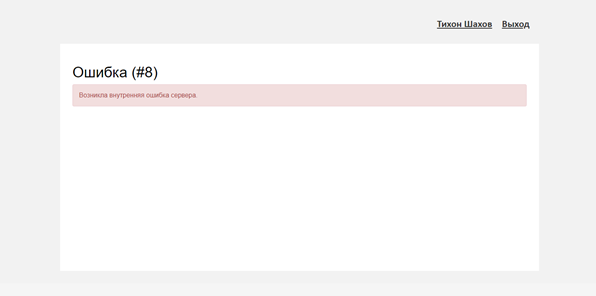 Тихон Шахов Выход
Ошибка (#8)
Возникла внутренняя ошибка сервера.